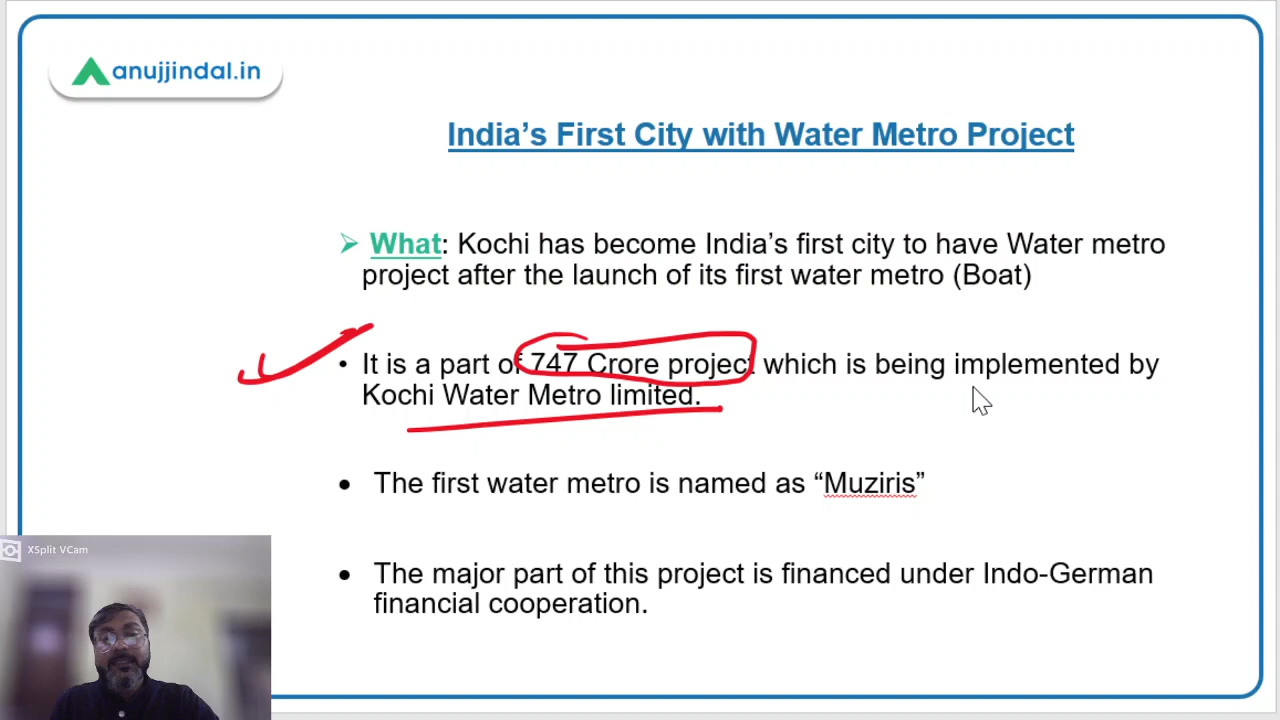 anujjindal.in
India’s First City with Water Metro Project
➢ What: Kochi has become India’s first city to have Water metro
project after the launch of its first water metro (Boat)
• It is a part of 747 Crore project which is being implemented by
Kochi Water Metro limited.
• The first water metro is named as “Muziris”
• The major part of this project is financed under Indo-German
financial cooperation.
XSplit VCam